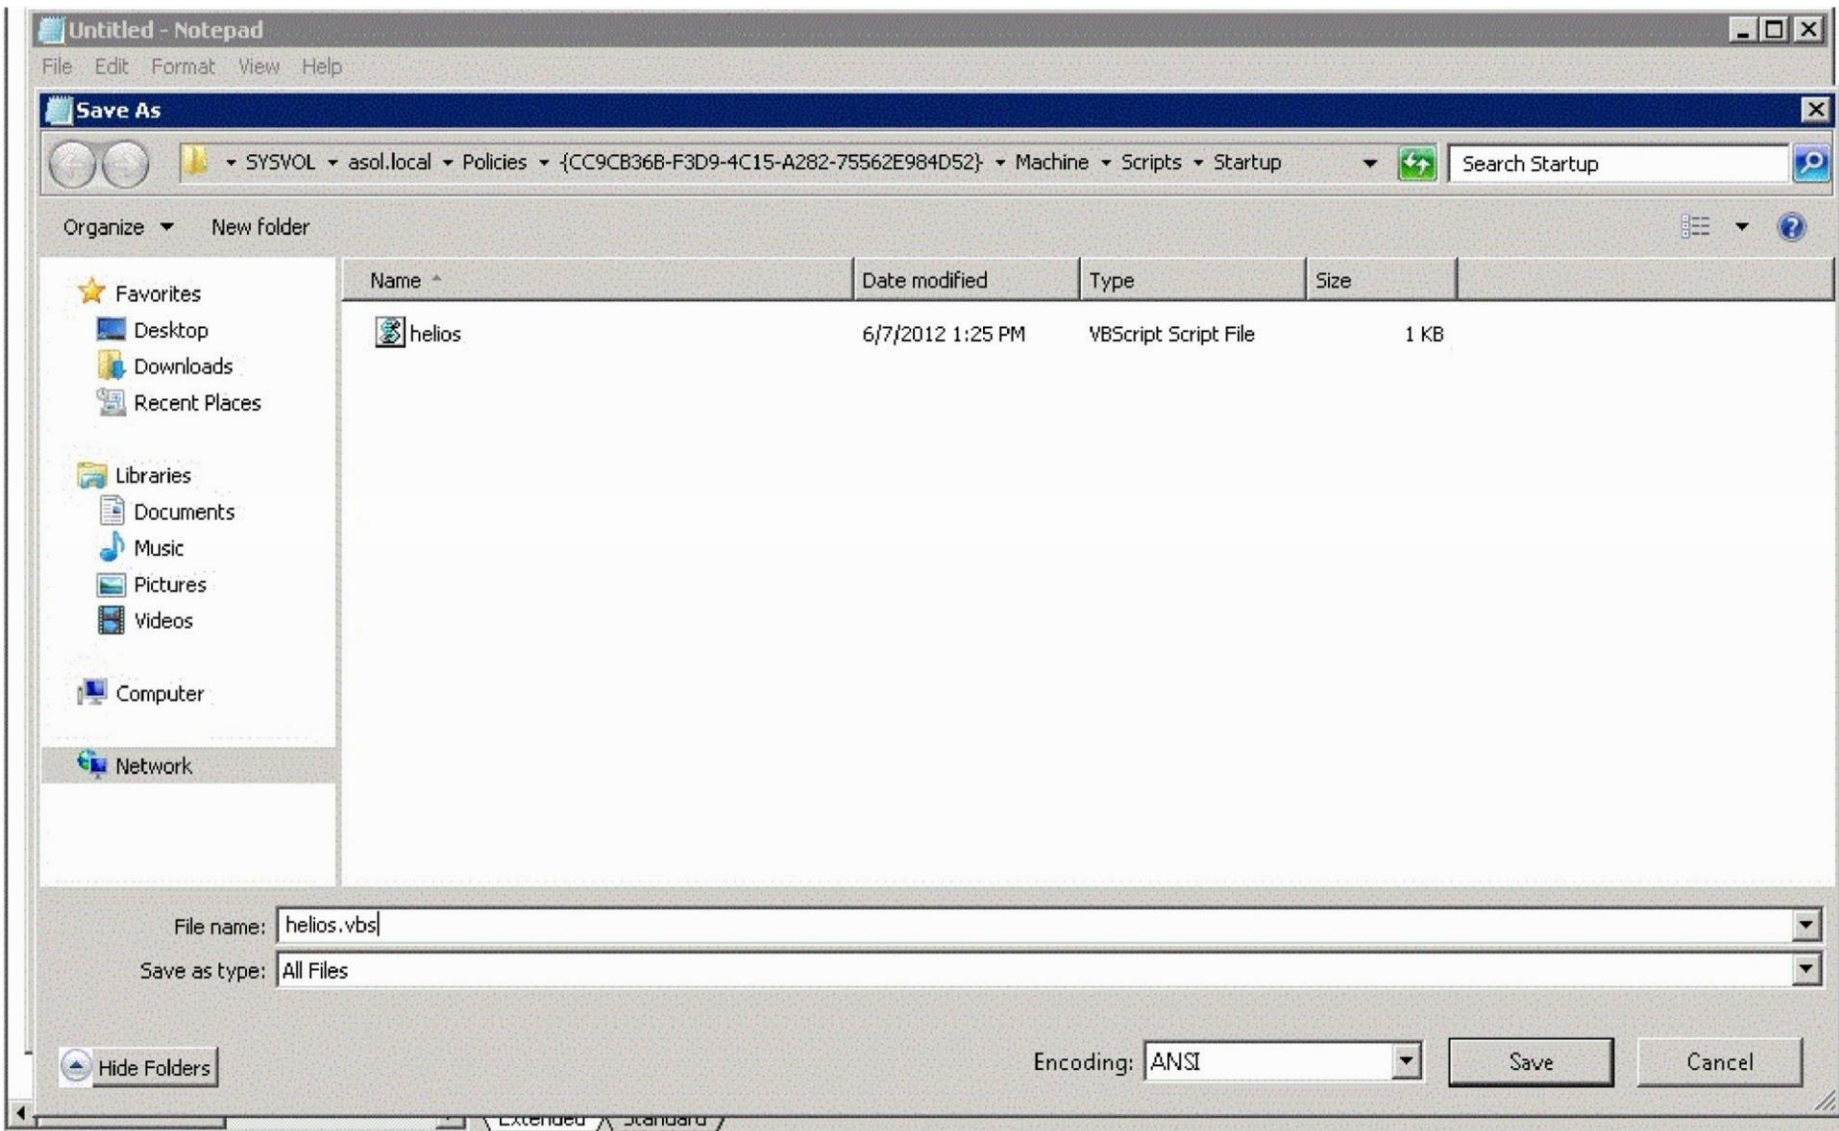 Untitled - Notepad
File Edit Format View Help
Save As
SYSVOL asol.local Policies {CC9CB36B-F3D9-4C15-A282-75562E984D52} Machine Scripts Startup Search Startup
Organize New folder
Name Date modified Type Size
helios 6/7/2012 1:25 PM VBScript Script File 1 KB
Favorites
Desktop
Downloads
Recent Places
Libraries
Documents
Music
Pictures
Videos
Computer
Network
File name: helios.vbs
Save as type: All Files
Hide Folders Encoding: ANSI Save Cancel
Extended Standard